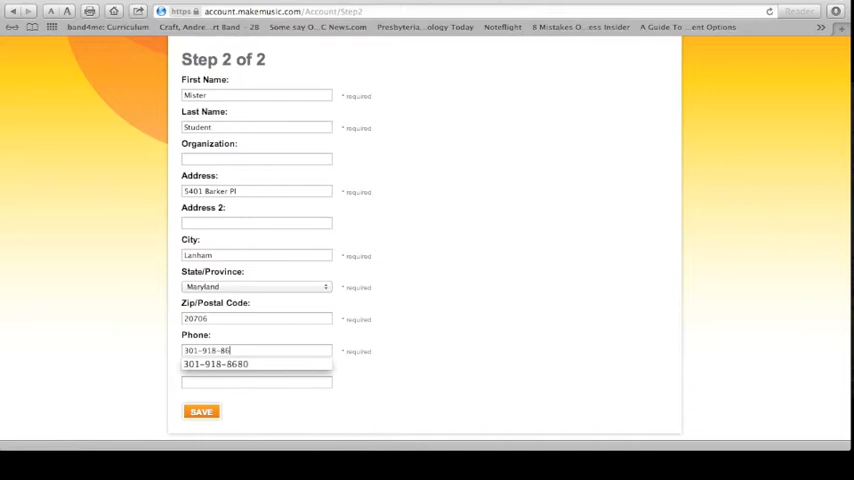 https account.makemusic.com/Account/Step2
Reader
band4me: Curriculum
Craft, Andre...rt Band - 28
Some say O...C News.com
Presbyteria...ogy Today
Noteflight
8 Mistakes O...ess Insider
A Guide To ...ent Options
Step 2 of 2
First Name:
Mister
* required
Last Name:
Student
* required
Organization:
Address:
5401 Barker Pl
* required
Address 2:
City:
Lanham
* required
State/Province:
Maryland
* required
Zip/Postal Code:
20706
* required
Phone:
301-918-86
* required
301-918-8680
SAVE